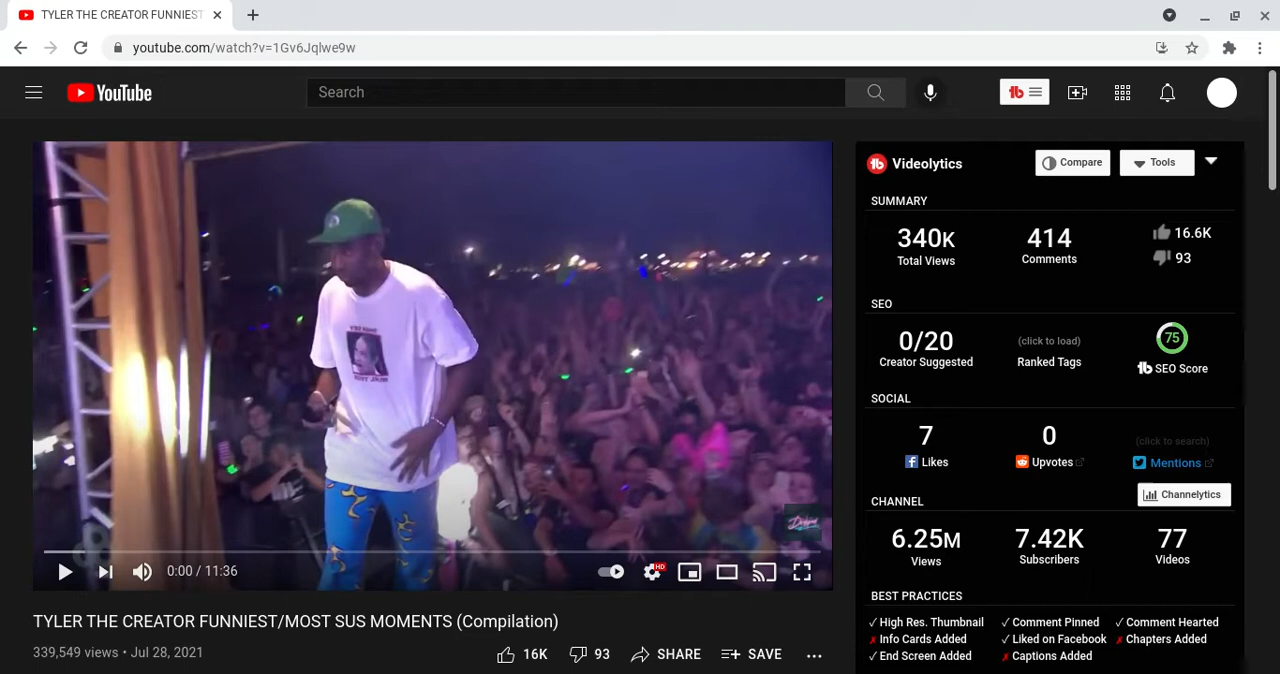 TYLER THE CREATOR FUNNIEST
youtube.com/watch?v=1Gv6Jqlwe9w
YouTube
Search
Videolytics
Compare
Tools
SUMMARY
340K
Total Views
414
Comments
16.6K
93
SEO
0/20
Creator Suggested
(click to load)
Ranked Tags
75
SEO Score
SOCIAL
7
Likes
0
Upvotes
(click to search)
Mentions
CHANNEL
Channelytics
6.25M
Views
7.42K
Subscribers
77
Videos
BEST PRACTICES
✓ High Res. Thumbnail ✓ Comment Pinned ✓ Comment Hearted
✗ Info Cards Added ✓ Liked on Facebook ✗ Chapters Added
✓ End Screen Added ✗ Captions Added
0:00 / 11:36
HD
TYLER THE CREATOR FUNNIEST/MOST SUS MOMENTS (Compilation)
339,549 views • Jul 28, 2021
16K 93 SHARE SAVE